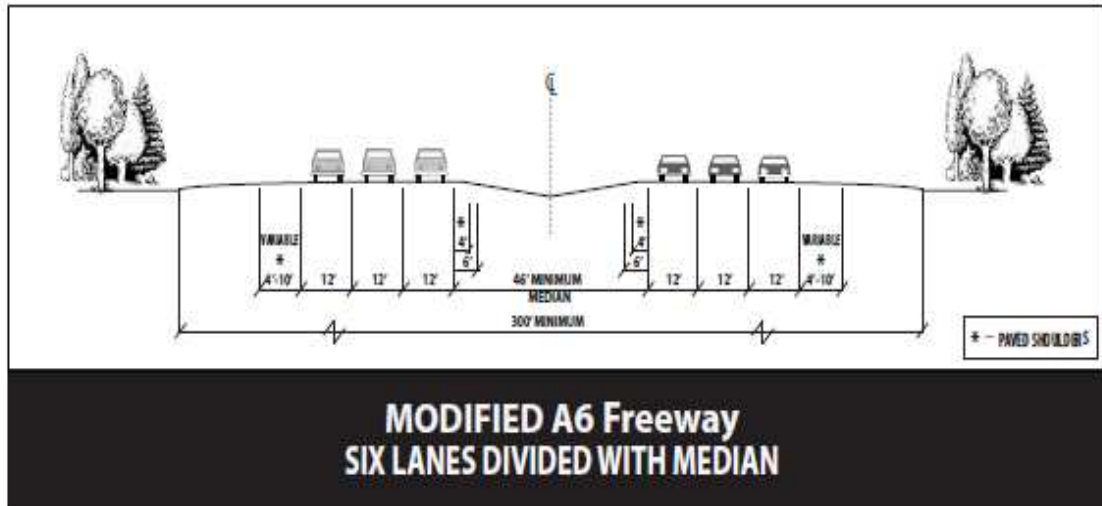 ℄
VARIABLE
*
4'-10'
12'
12'
12'
*
4'
6'
46' MINIMUM
MEDIAN
*
4'
6'
12'
12'
12'
VARIABLE
*
4'-10'
300' MINIMUM
* - PAVED SHOULDERS
MODIFIED A6 Freeway
SIX LANES DIVIDED WITH MEDIAN